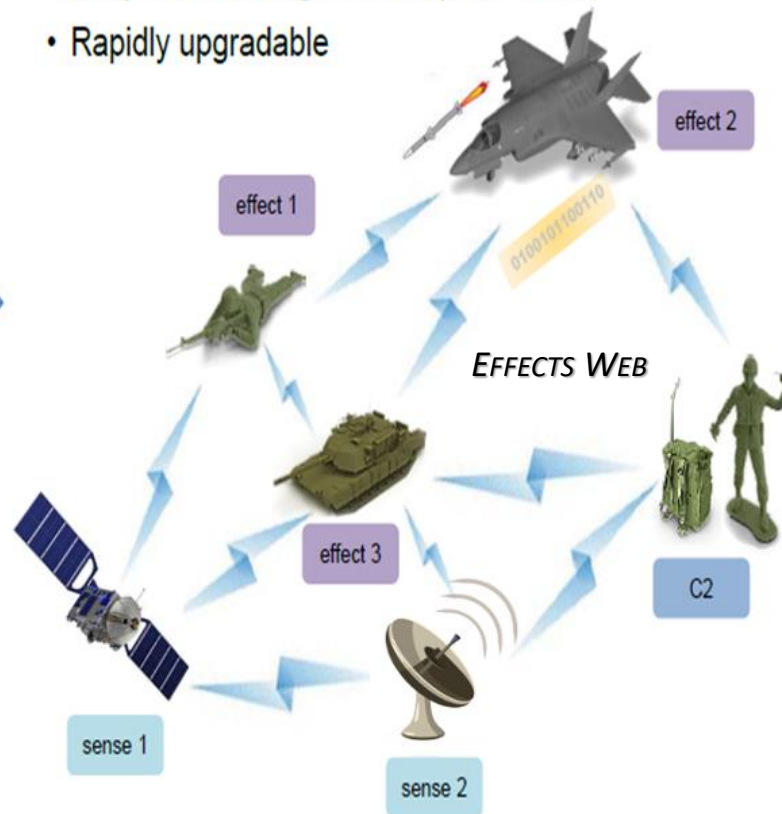 • Rapidly upgradable
effect 2
effect 1
0100101100110
EFFECTS WEB
effect 3
C2
sense 1
sense 2